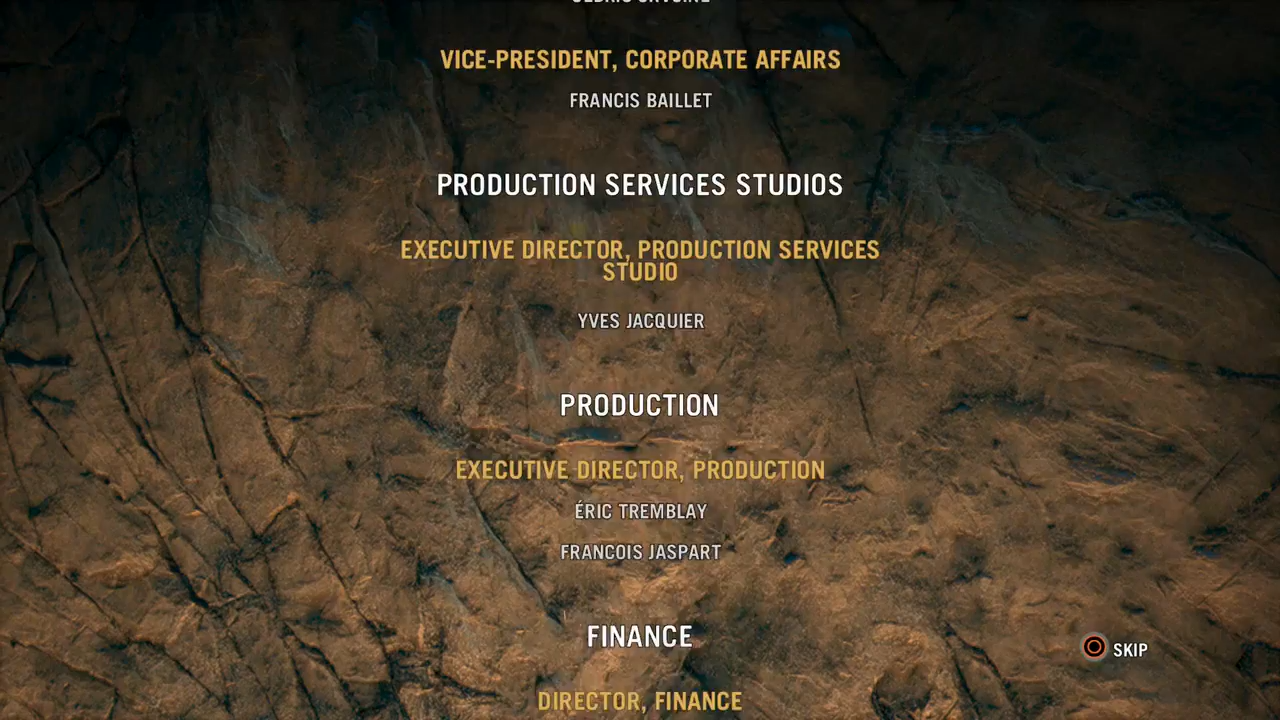 VICE-PRESIDENT, CORPORATE AFFAIRS
FRANCIS BAILLET
PRODUCTION SERVICES STUDIOS
EXECUTIVE DIRECTOR, PRODUCTION SERVICES
STUDIO
YVES JACQUIER
PRODUCTION
EXECUTIVE DIRECTOR, PRODUCTION
ÉRIC TREMBLAY
FRANCOIS JASPART
FINANCE
SKIP
DIRECTOR, FINANCE